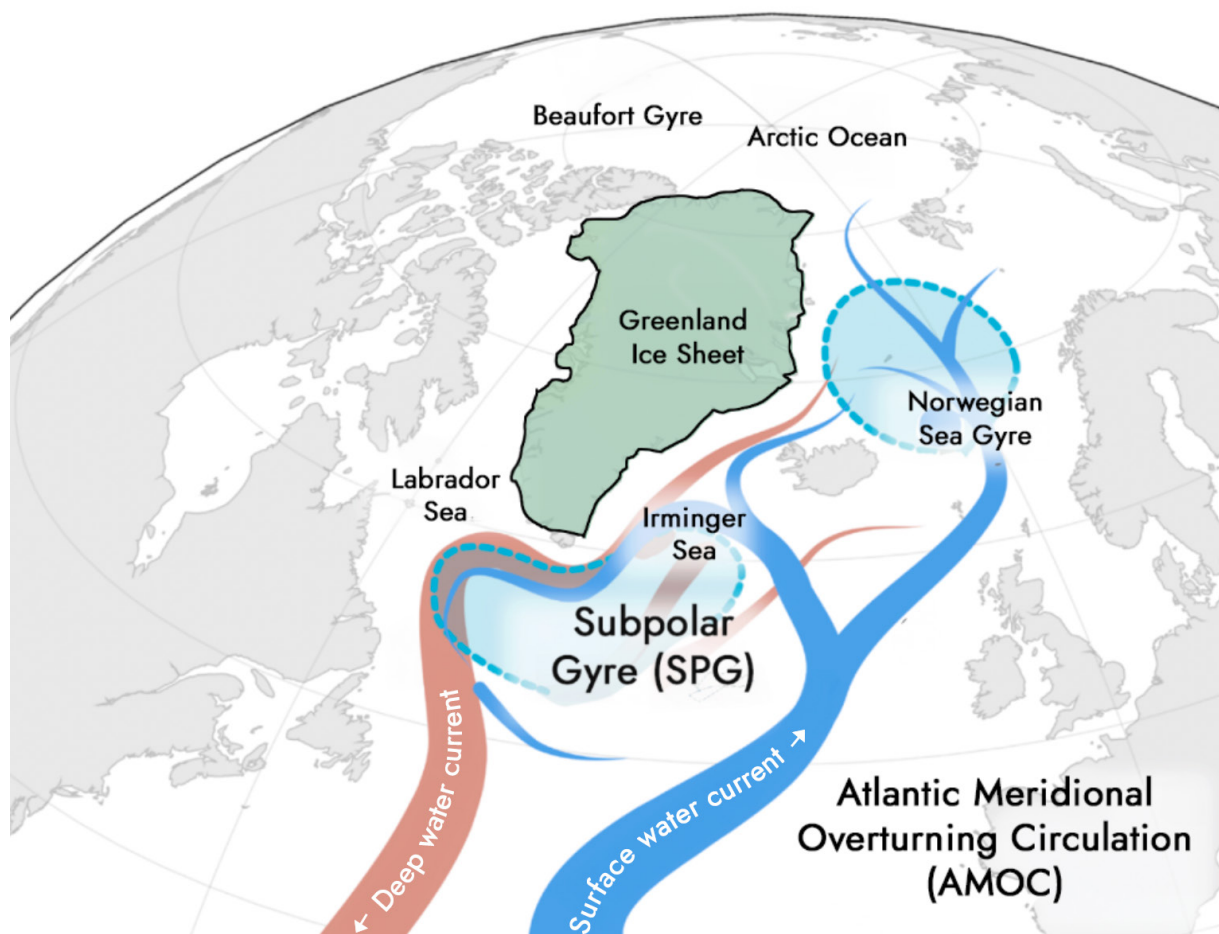 Beaufort Gyre
Arctic Ocean
Greenland
Ice Sheet
Norwegian
Sea Gyre
Labrador
Sea
Irminger
Sea
Subpolar
Gyre (SPG)
← Deep water current
Surface water current →
Atlantic Meridional
Overturning Circulation
(AMOC)